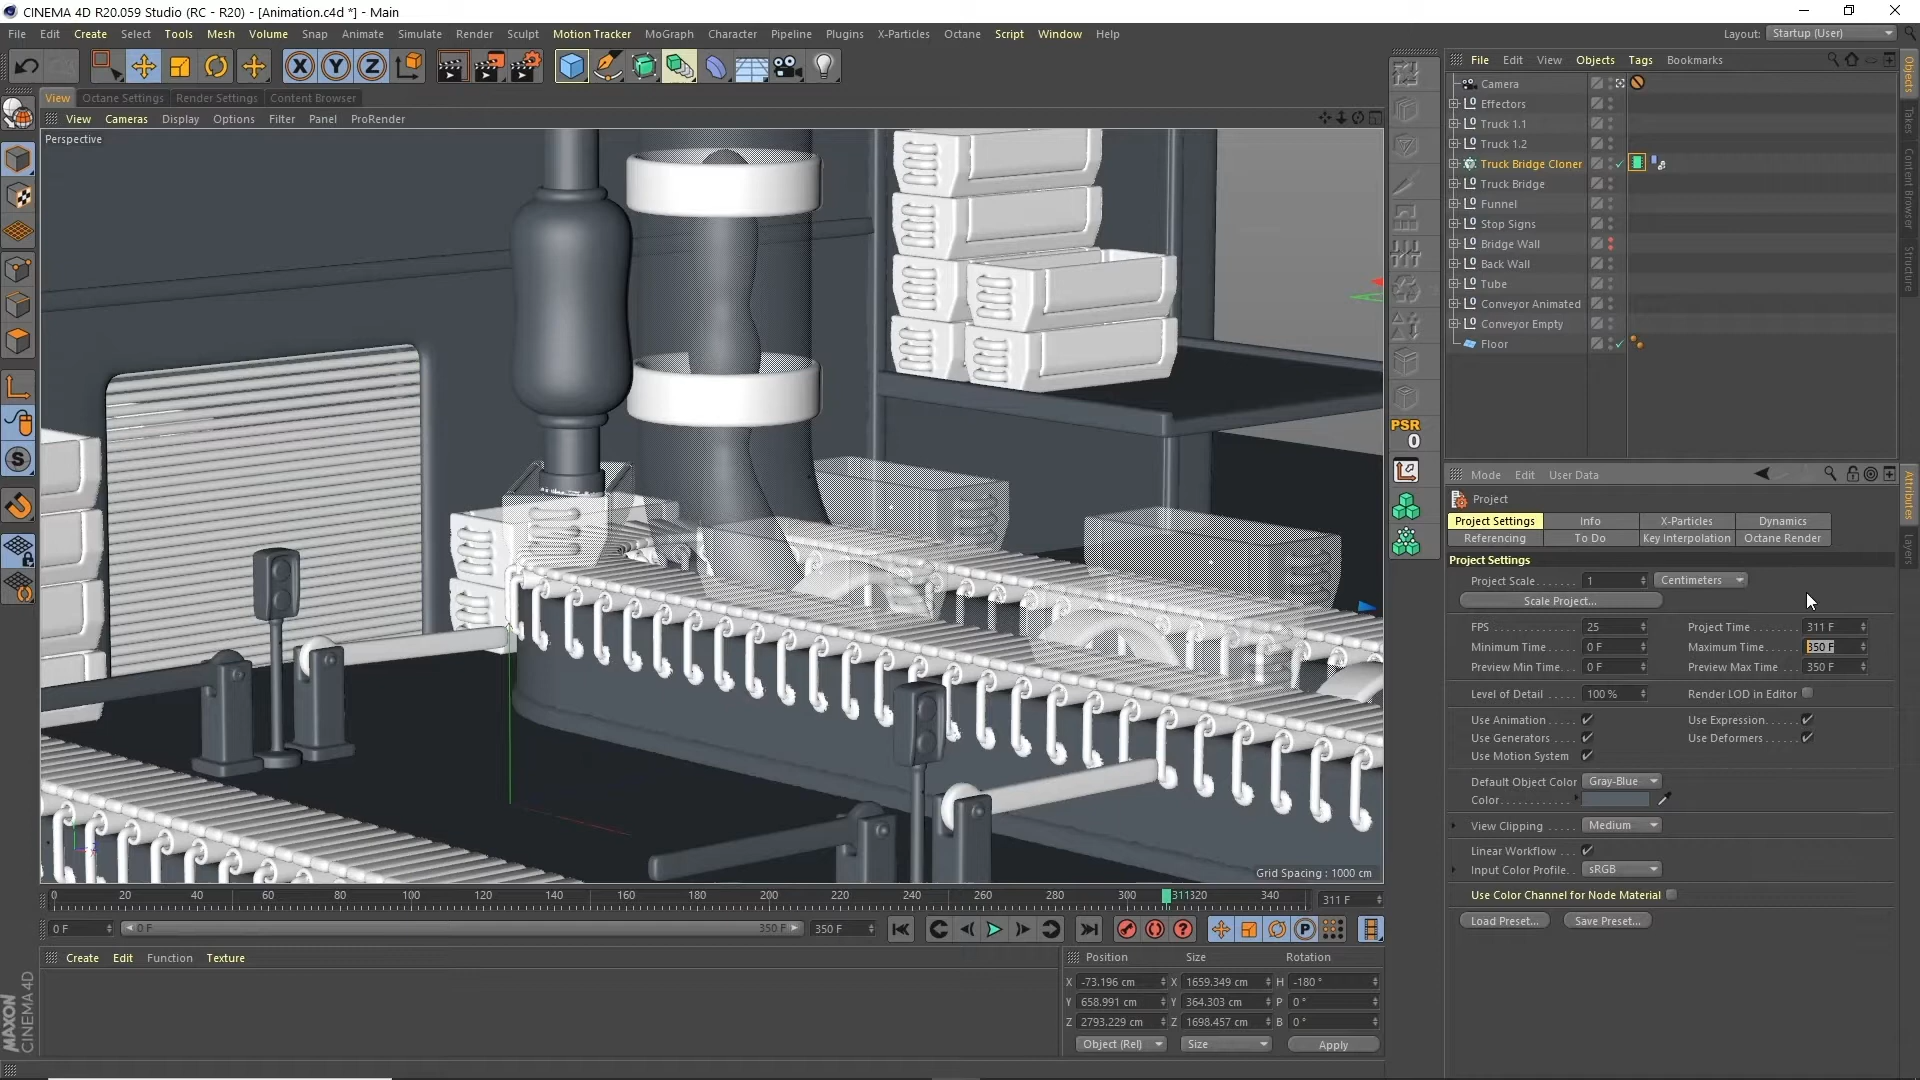 CINEMA 4D R20.059 Studio (RC - R20) - [Animation.c4d *] - Main
File Edit Create Select Tools Mesh Volume Snap Animate Simulate Render Sculpt Motion Tracker MoGraph Character Pipeline Plugins X-Particles Octane Script Window Help
Layout: Startup (User)
X Y Z
File Edit View Objects Tags Bookmarks
View Octane Settings Render Settings Content Browser
View Cameras Display Options Filter Panel ProRender
Perspective
Camera
Effectors
Truck 1.1
Truck 1.2
Truck Bridge Cloner
Truck Bridge
Funnel
Stop Signs
Bridge Wall
Back Wall
Tube
Conveyor Animated
Conveyor Empty
Floor
Objects
Takes
Content Browser
Structure
PSR
0
S
Mode Edit User Data
Project
Project Settings Info X-Particles Dynamics
Referencing To Do Key Interpolation Octane Render
Project Settings
Project Scale 1 Centimeters
Scale Project...
FPS 25 Project Time 311 F
Minimum Time 0 F Maximum Time 350 F
Preview Min Time 0 F Preview Max Time 350 F
Level of Detail 100 % Render LOD in Editor
Use Animation Use Expression
Use Generators Use Deformers
Use Motion System
Default Object Color Gray-Blue
Color
View Clipping Medium
Linear Workflow
Input Color Profile sRGB
Use Color Channel for Node Material
Load Preset... Save Preset...
Attributes
Layers
Grid Spacing : 1000 cm
0 20 40 60 80 100 120 140 160 180 200 220 240 260 280 300 311320 340 311 F
0 F 0 F 350 F 350 F
P
Create Edit Function Texture
Position Size Rotation
X -73.196 cm X 1659.349 cm H -180 °
Y 658.991 cm Y 364.303 cm P 0 °
Z 2793.229 cm Z 1698.457 cm B 0 °
Object (Rel) Size Apply
MAXON
CINEMA 4D